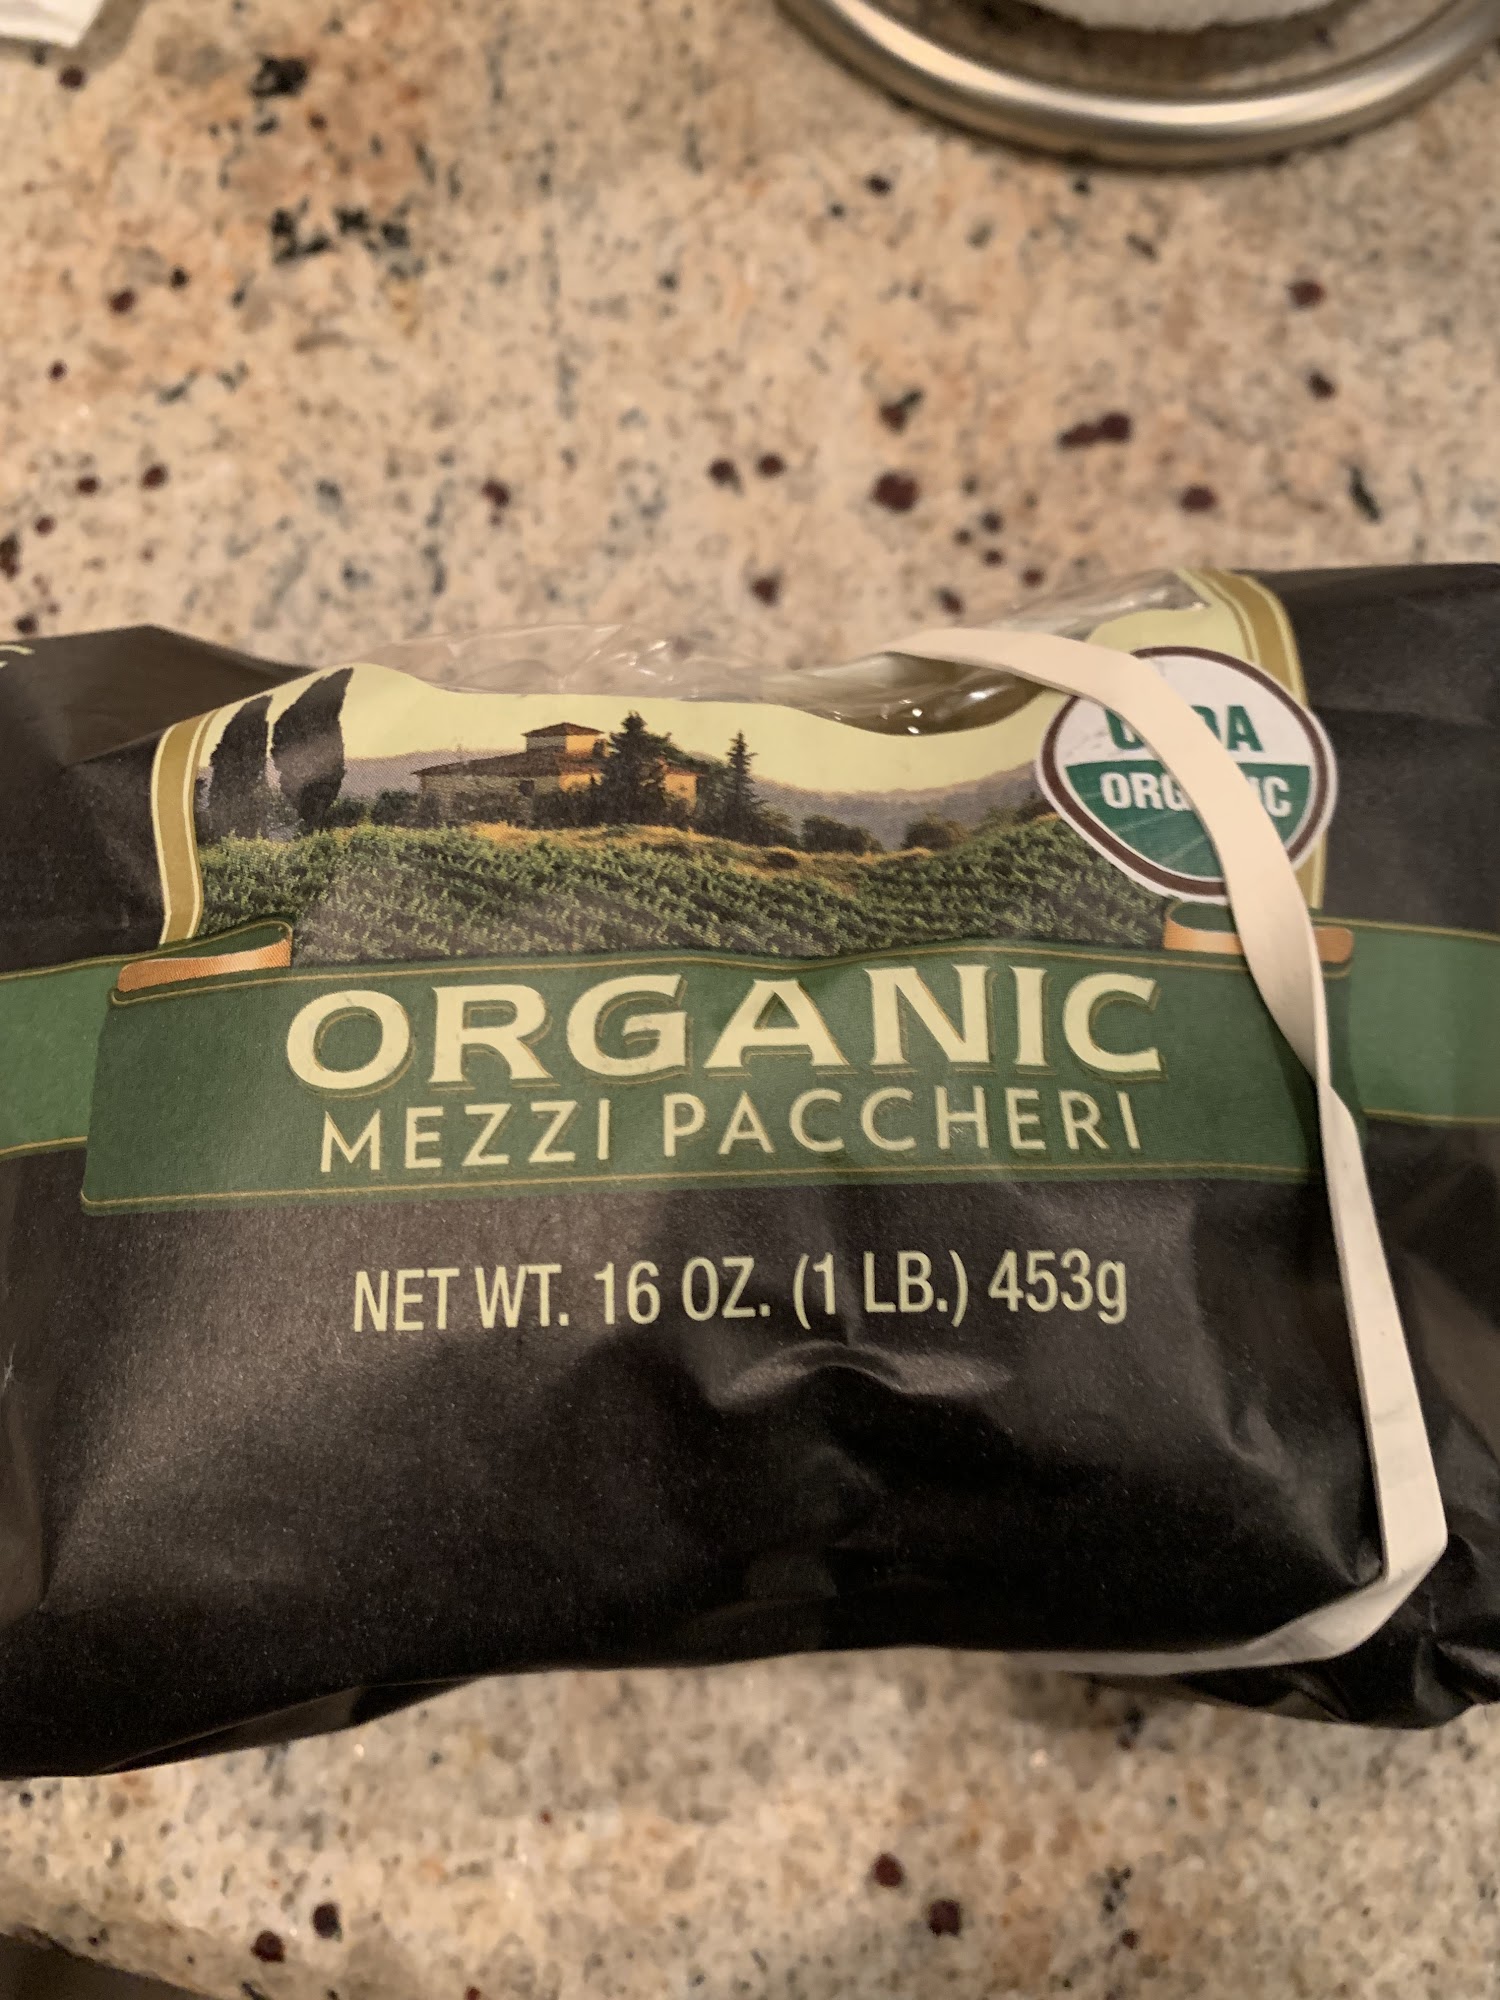 ORGANIC
MEZZI PACCHERI
NET WT. 16 OZ. (1 LB.) 453g